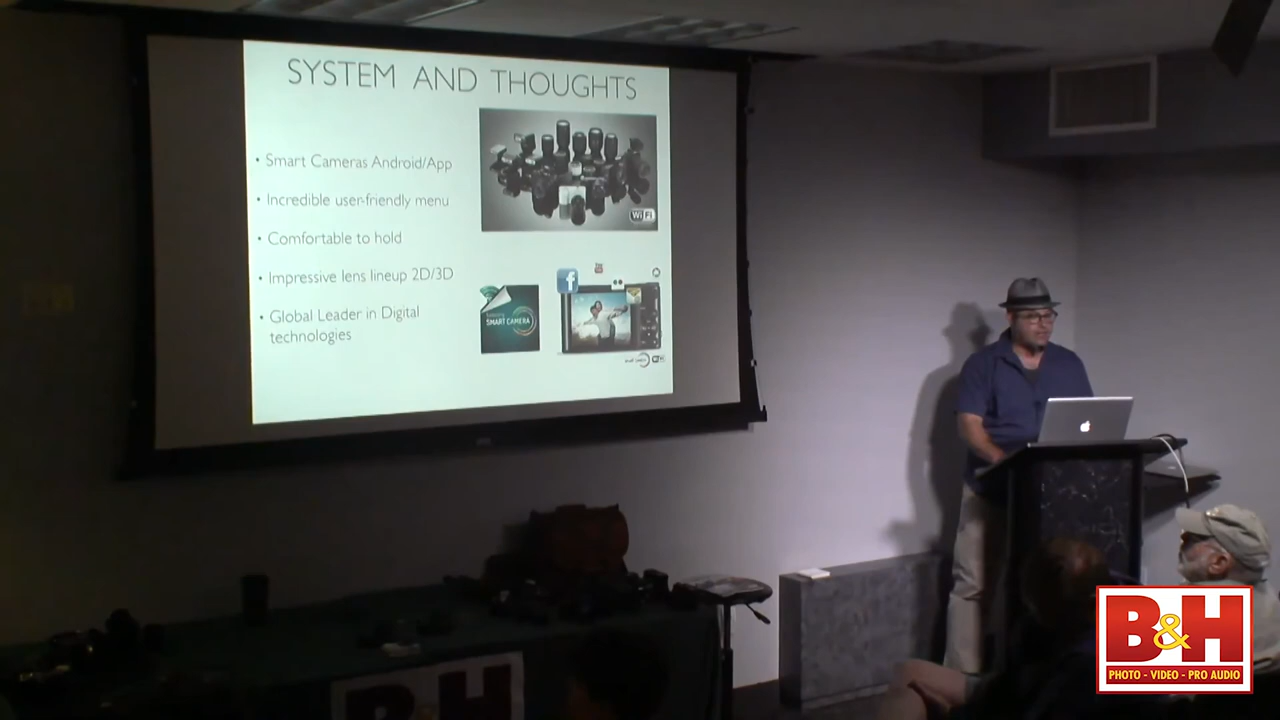 SYSTEM AND THOUGHTS
• Smart Cameras Android/App
• Incredible user-friendly menu
• Comfortable to hold
• Impressive lens lineup 2D/3D
• Global Leader in Digital
technologies
Wi Fi
f
SMART CAMERA
B&H
B&H
PHOTO - VIDEO - PRO AUDIO